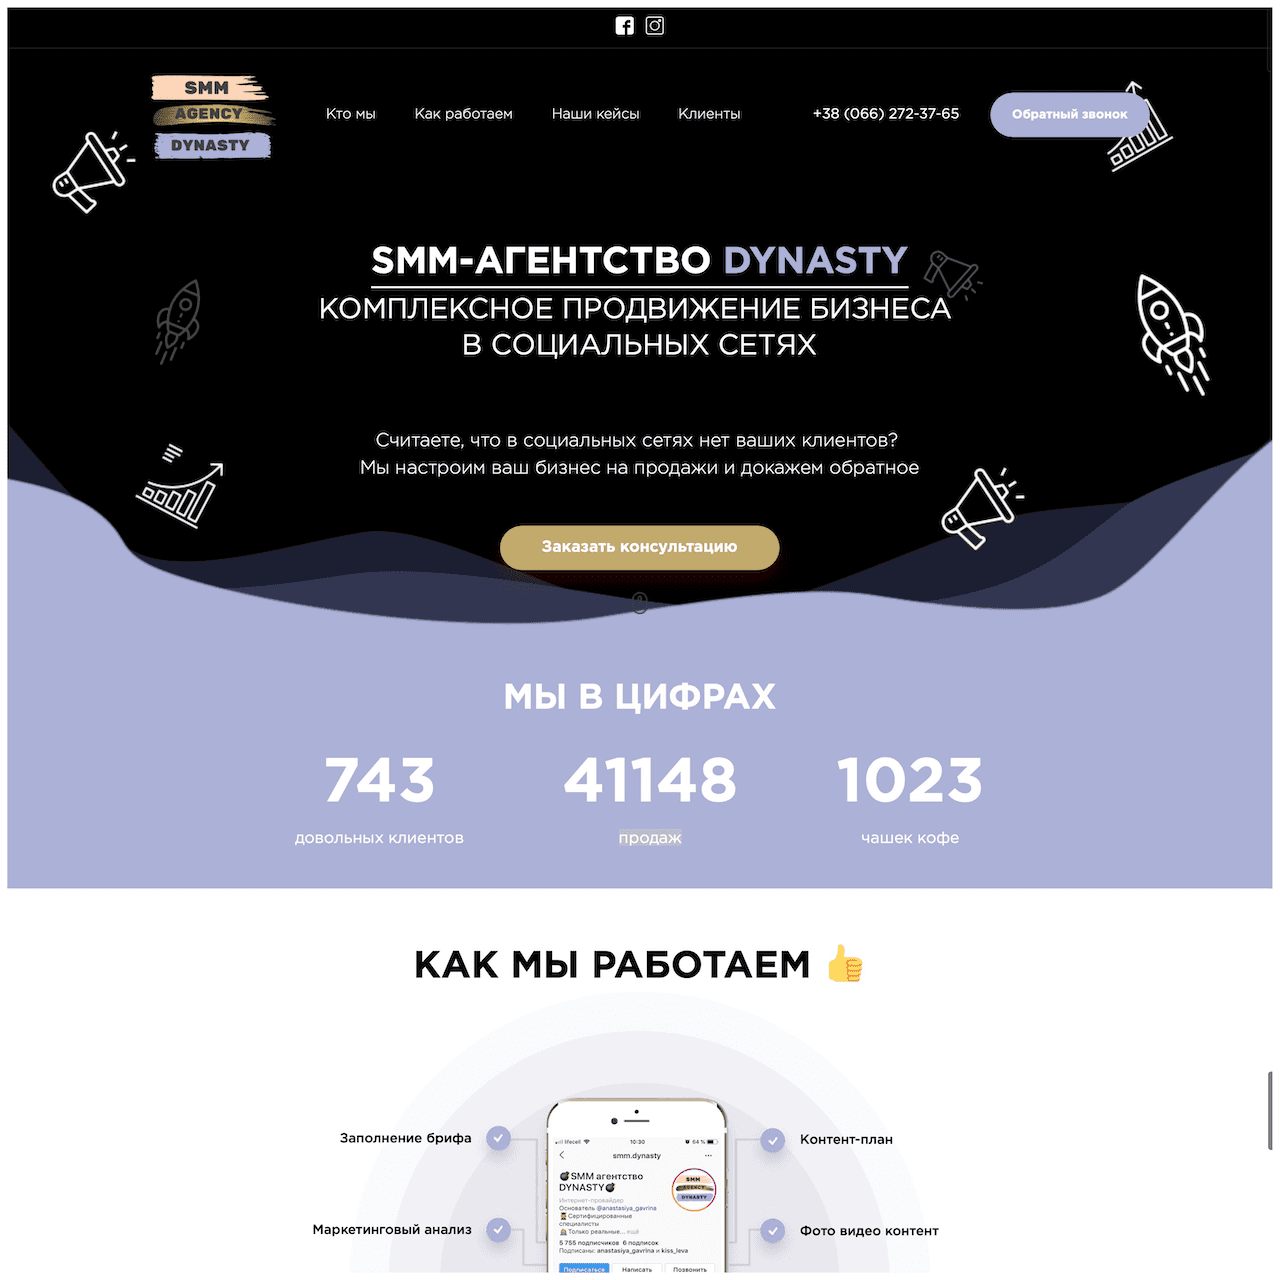 SMM
AGENCY
DYNASTY
Кто мы
Как работаем
Наши кейсы
Клиенты
+38 (066) 272-37-65
Обратный звонок
SMM-АГЕНТСТВО DYNASTY
КОМПЛЕКСНОЕ ПРОДВИЖЕНИЕ БИЗНЕСА
В СОЦИАЛЬНЫХ СЕТЯХ
Считаете, что в социальных сетях нет ваших клиентов?
Мы настроим ваш бизнес на продажи и докажем обратное
Заказать консультацию
МЫ В ЦИФРАХ
743
41148
1023
довольных клиентов
продаж
чашек кофе
КАК МЫ РАБОТАЕМ 👍
Заполнение брифа
Контент-план
Маркетинговый анализ
Фото видео контент
lifecell
10:30
64 %
smm.dynasty
SMM агентство
DYNASTY
SMM
AGENCY
DYNASTY
Интернет-провайдер
Основатель @anastasiya_gavrina
Сертифицированные
специалисты
Только реальные... ещё
5 755 подписчиков 6 подписок
Подписаны: anastasiya_gavrina и kiss_leva
Подписаться
Написать
Позвонить